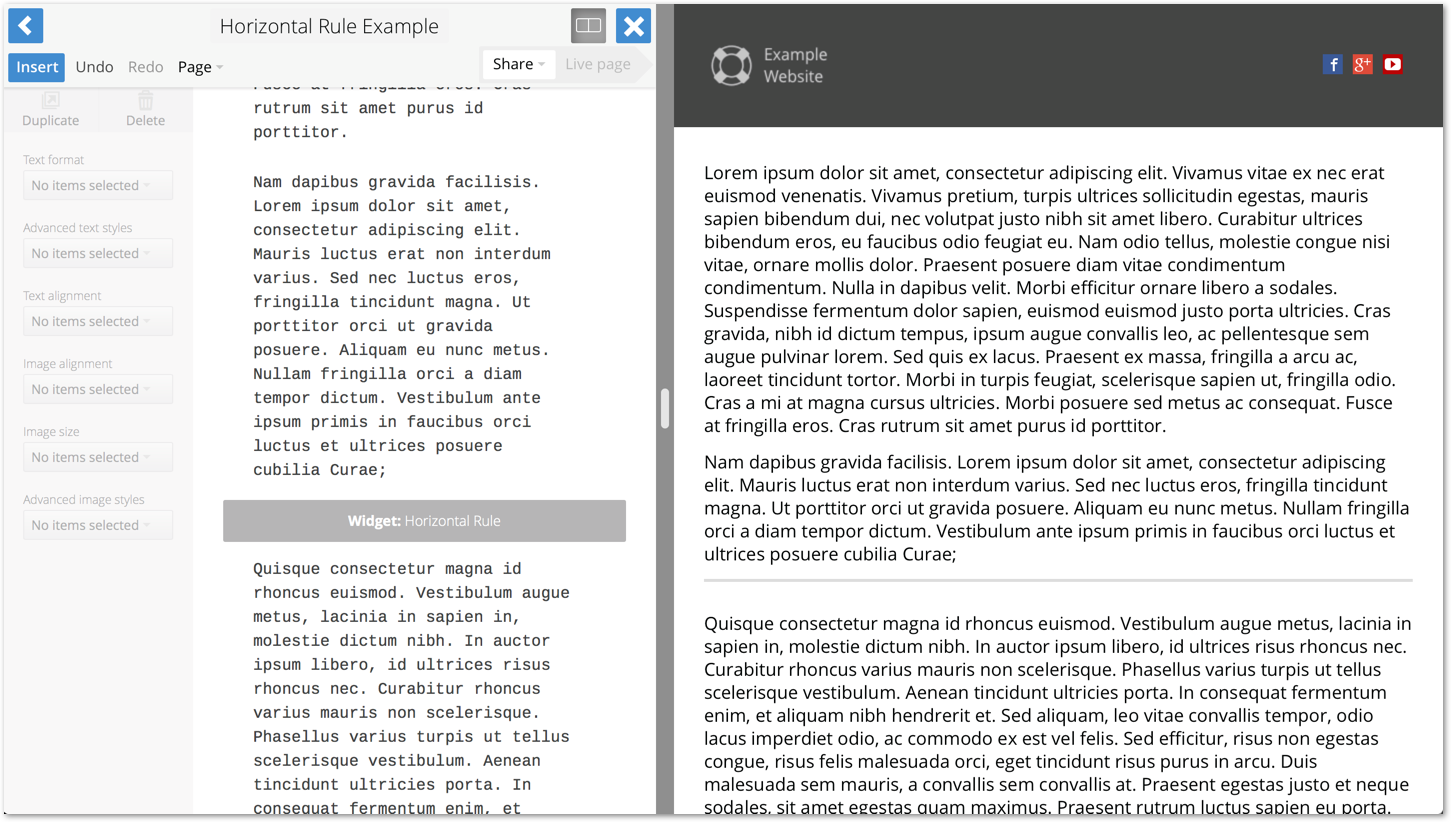 Horizontal Rule Example
Insert
Undo
Redo
Page
Share
Live page
Duplicate
Delete
Text format
No items selected
Advanced text styles
No items selected
Text alignment
No items selected
Image alignment
No items selected
Image size
No items selected
Advanced image styles
No items selected
Fusce at fringilla eros. Cras
rutrum sit amet purus id
porttitor.
Nam dapibus gravida facilisis.
Lorem ipsum dolor sit amet,
consectetur adipiscing elit.
Mauris luctus erat non interdum
varius. Sed nec luctus eros,
fringilla tincidunt magna. Ut
porttitor orci ut gravida
posuere. Aliquam eu nunc metus.
Nullam fringilla orci a diam
tempor dictum. Vestibulum ante
ipsum primis in faucibus orci
luctus et ultrices posuere
cubilia Curae;
Widget: Horizontal Rule
Quisque consectetur magna id
rhoncus euismod. Vestibulum augue
metus, lacinia in sapien in,
molestie dictum nibh. In auctor
ipsum libero, id ultrices risus
rhoncus nec. Curabitur rhoncus
varius mauris non scelerisque.
Phasellus varius turpis ut tellus
scelerisque vestibulum. Aenean
tincidunt ultricies porta. In
consequat fermentum enim, et
Example
Website
f
g+
Lorem ipsum dolor sit amet, consectetur adipiscing elit. Vivamus vitae ex nec erat
euismod venenatis. Vivamus pretium, turpis ultrices sollicitudin egestas, mauris
sapien bibendum dui, nec volutpat justo nibh sit amet libero. Curabitur ultrices
bibendum eros, eu faucibus odio feugiat eu. Nam odio tellus, molestie congue nisi
vitae, ornare mollis dolor. Praesent posuere diam vitae condimentum
condimentum. Nulla in dapibus velit. Morbi efficitur ornare libero a sodales.
Suspendisse fermentum dolor sapien, euismod euismod justo porta ultricies. Cras
gravida, nibh id dictum tempus, ipsum augue convallis leo, ac pellentesque sem
augue pulvinar lorem. Sed quis ex lacus. Praesent ex massa, fringilla a arcu ac,
laoreet tincidunt tortor. Morbi in turpis feugiat, scelerisque sapien ut, fringilla odio.
Cras a mi at magna cursus ultricies. Morbi posuere sed metus ac consequat. Fusce
at fringilla eros. Cras rutrum sit amet purus id porttitor.
Nam dapibus gravida facilisis. Lorem ipsum dolor sit amet, consectetur adipiscing
elit. Mauris luctus erat non interdum varius. Sed nec luctus eros, fringilla tincidunt
magna. Ut porttitor orci ut gravida posuere. Aliquam eu nunc metus. Nullam fringilla
orci a diam tempor dictum. Vestibulum ante ipsum primis in faucibus orci luctus et
ultrices posuere cubilia Curae;
Quisque consectetur magna id rhoncus euismod. Vestibulum augue metus, lacinia in
sapien in, molestie dictum nibh. In auctor ipsum libero, id ultrices risus rhoncus nec.
Curabitur rhoncus varius mauris non scelerisque. Phasellus varius turpis ut tellus
scelerisque vestibulum. Aenean tincidunt ultricies porta. In consequat fermentum
enim, et aliquam nibh hendrerit et. Sed aliquam, leo vitae convallis tempor, odio
lacus imperdiet odio, ac commodo ex est vel felis. Sed efficitur, risus non egestas
congue, risus felis malesuada orci, eget tincidunt risus purus in arcu. Duis
malesuada sem mauris, a convallis sem convallis at. Praesent egestas justo et neque
sodales, sit amet egestas quam maximus. Praesent rutrum luctus sapien eu porta.